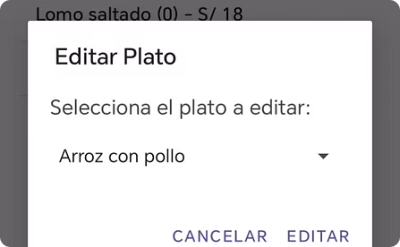 Lomo saltado (0) - S/ 18
Editar Plato
Selecciona el plato a editar:
Arroz con pollo
CANCELAR EDITAR